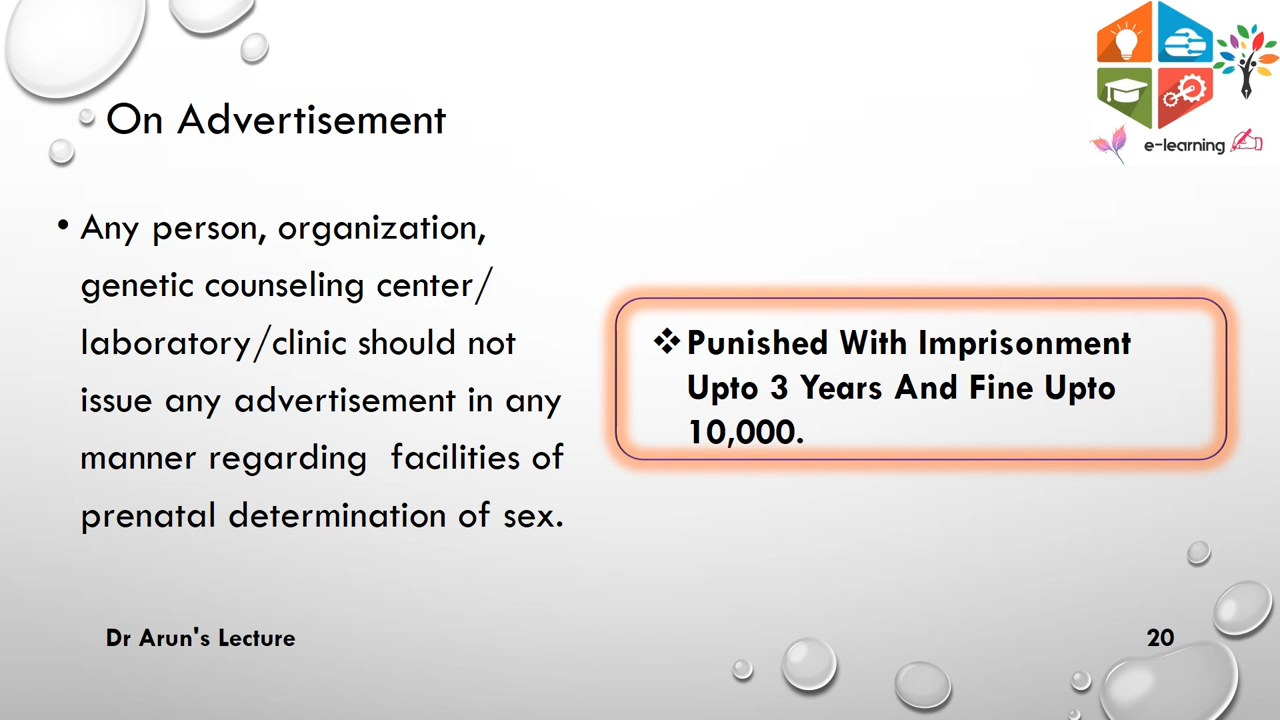 e-learning
On Advertisement
• Any person, organization,
genetic counseling center/
laboratory/clinic should not
issue any advertisement in any
manner regarding facilities of
prenatal determination of sex.
❖ Punished With Imprisonment
Upto 3 Years And Fine Upto
10,000.
Dr Arun's Lecture
20